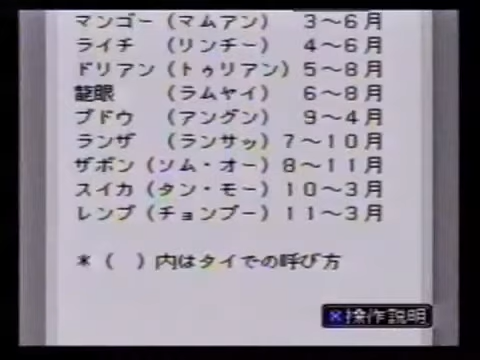 マンゴー（マムアン） 3～6月
ライチ （リンチー） 4～6月
ドリアン（トゥリアン）5～8月
龍眼 （ラムヤイ） 6～8月
ブドウ （アングン） 9～4月
ランザ （ランサッ）7～10月
ザボン（ソム・オー）8～11月
スイカ（タン・モー）10～3月
レンブ（チョンプー）11～3月
＊（ ）内はタイでの呼び方
×操作説明